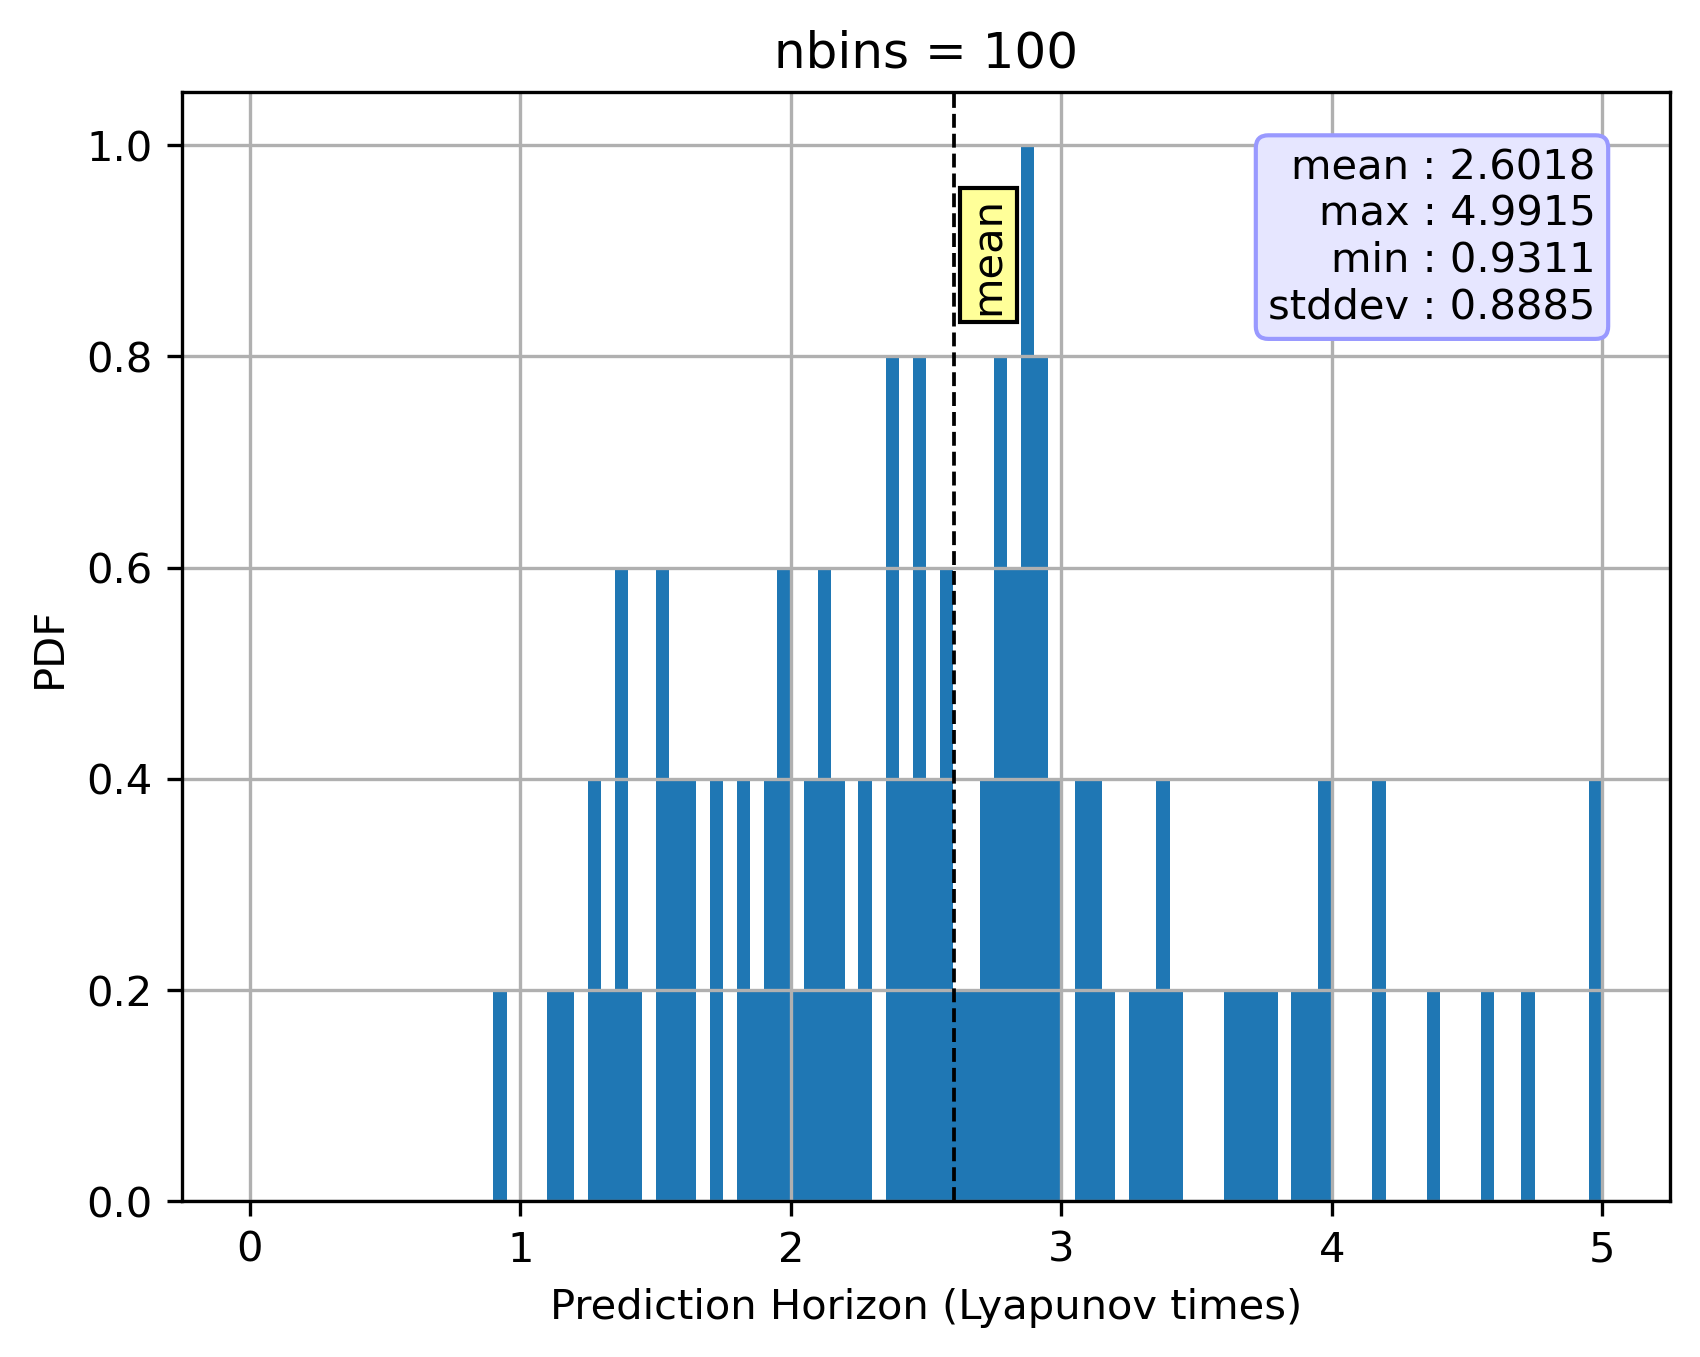 nbins = 100
1.0
0.8
0.6
0.4
0.2
0.0
PDF
mean
mean : 2.6018
max : 4.9915
min : 0.9311
stddev : 0.8885
0 1 2 3 4 5
Prediction Horizon (Lyapunov times)